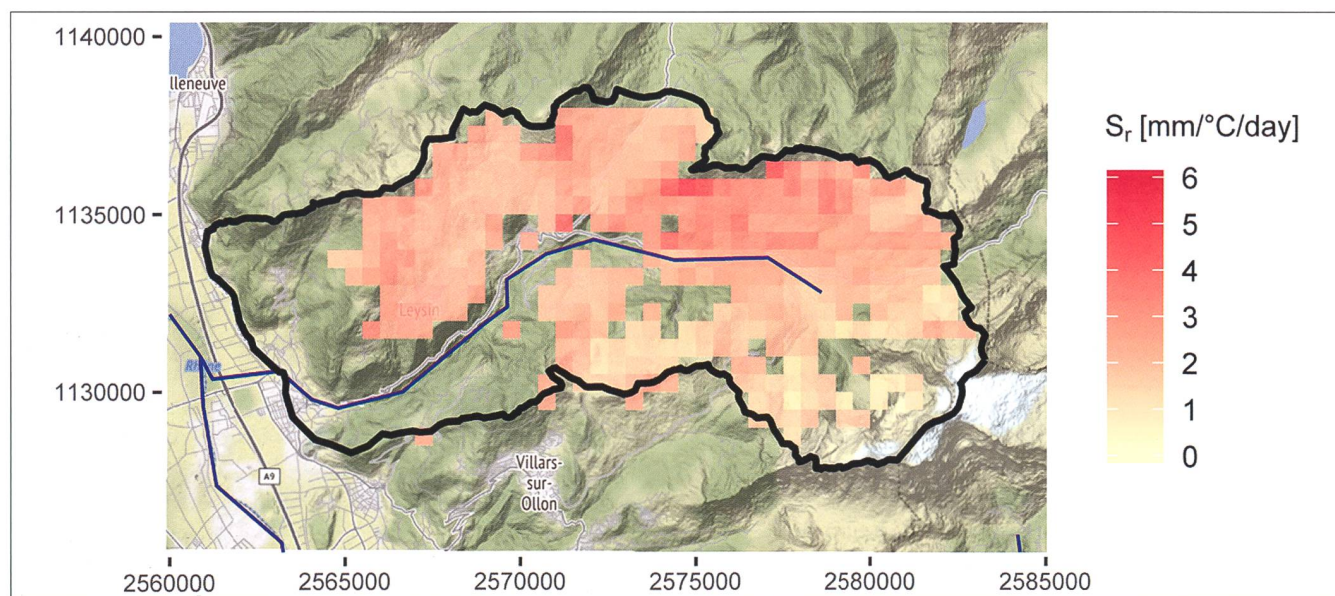 1140000
1135000
1130000
lleneuve
Leysin
Rhône
A9
Villars-
sur-
Ollon
2560000 2565000 2570000 2575000 2580000 2585000
Sr [mm/°C/day]
6
5
4
3
2
1
0